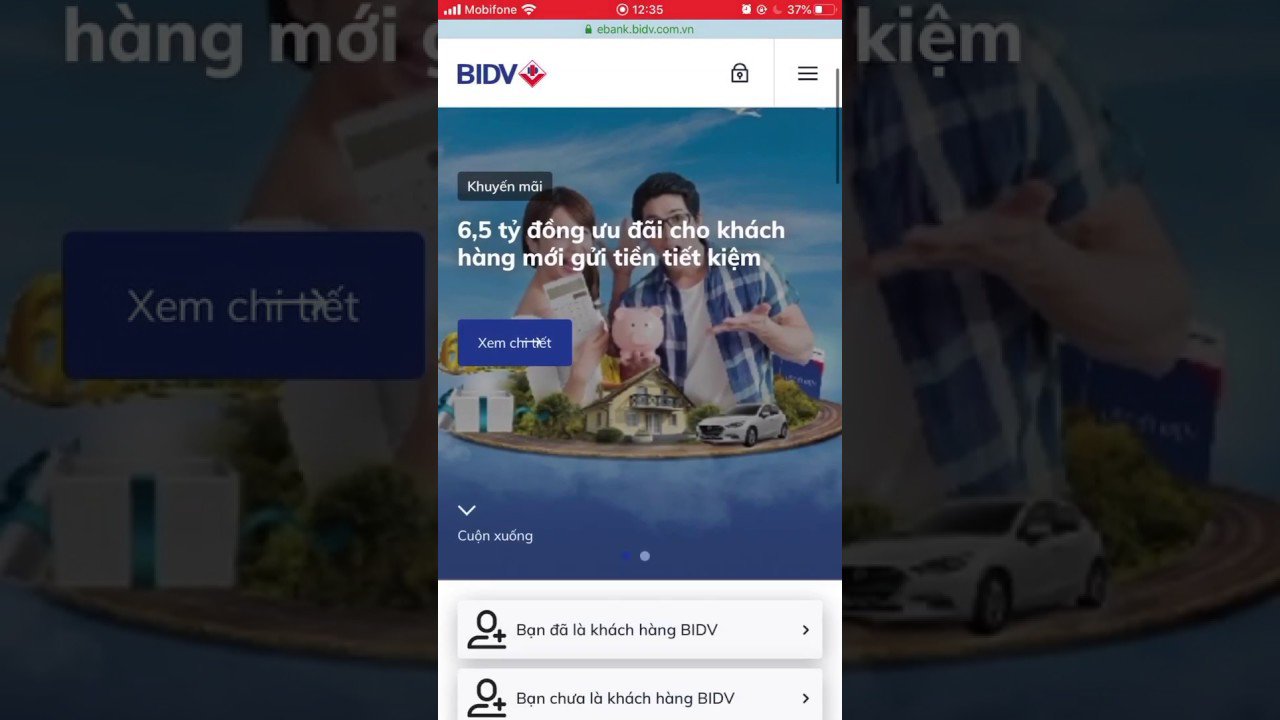 Mobifone
12:35
37%
ebank.bidv.com.vn
BIDV
Khuyến mãi
6,5 tỷ đồng ưu đãi cho khách
hàng mới gửi tiền tiết kiệm
Xem chi tiết
Cuộn xuống
Bạn đã là khách hàng BIDV
Bạn chưa là khách hàng BIDV
hàng mới g
kiệm
Xem chi tiết